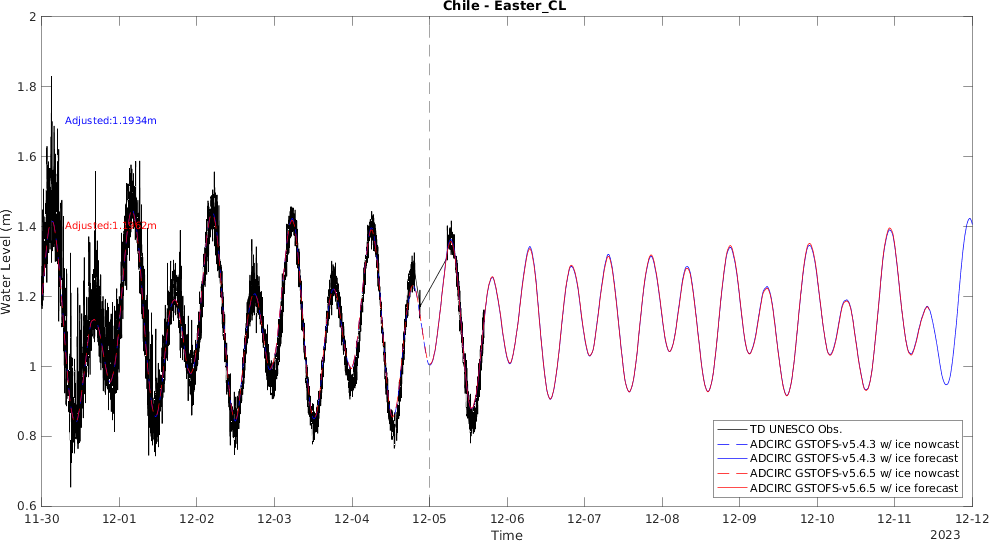 Chile - Easter_CL
Water Level (m)
2
1.8
1.6
1.4
1.2
1
0.8
0.6
Adjusted:1.1934m
11-30
12-01
12-02
12-03
12-04
12-05
12-06
12-07
12-08
12-09
12-10
12-11
12-12
Time
2023
TD UNESCO Obs.
ADCIRC GSTOFS-v5.4.3 w/ ice nowcast
ADCIRC GSTOFS-v5.4.3 w/ ice forecast
ADCIRC GSTOFS-v5.6.5 w/ ice nowcast
ADCIRC GSTOFS-v5.6.5 w/ ice forecast